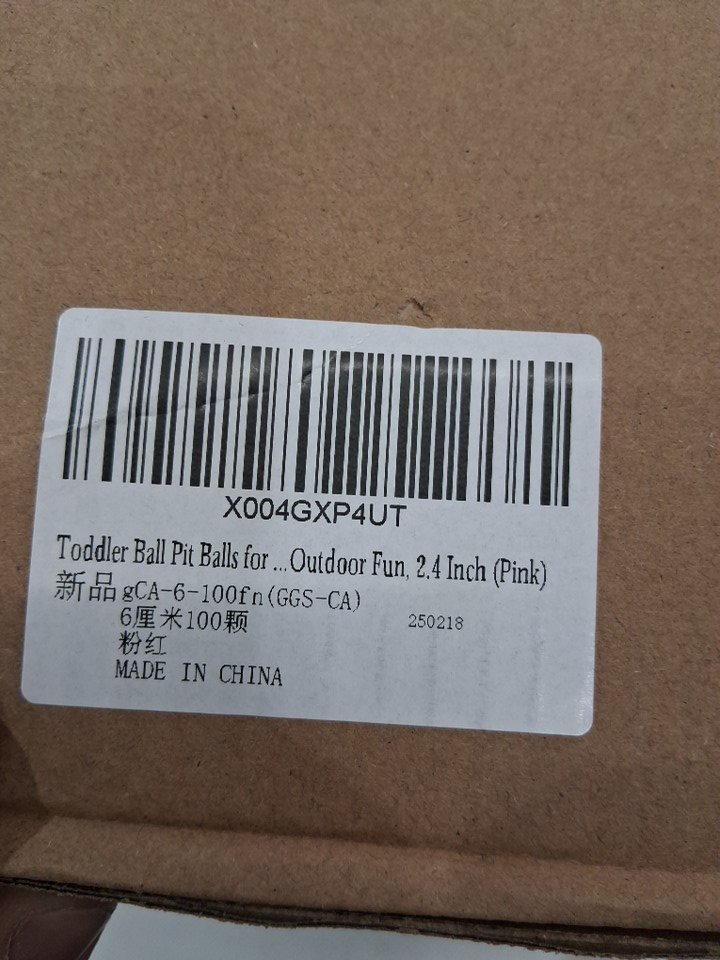 X004GXP4UT
Toddler Ball Pit Balls for ... Outdoor Fun, 2.4 Inch (Pink)
新品 gCA-6-100fn(GGS-CA)
6厘米100颗 250218
粉红
MADE IN CHINA